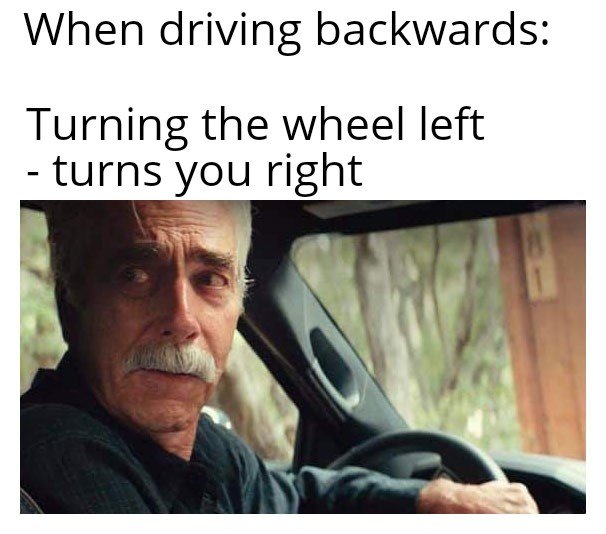 When driving backwards:
Turning the wheel left
- turns you right